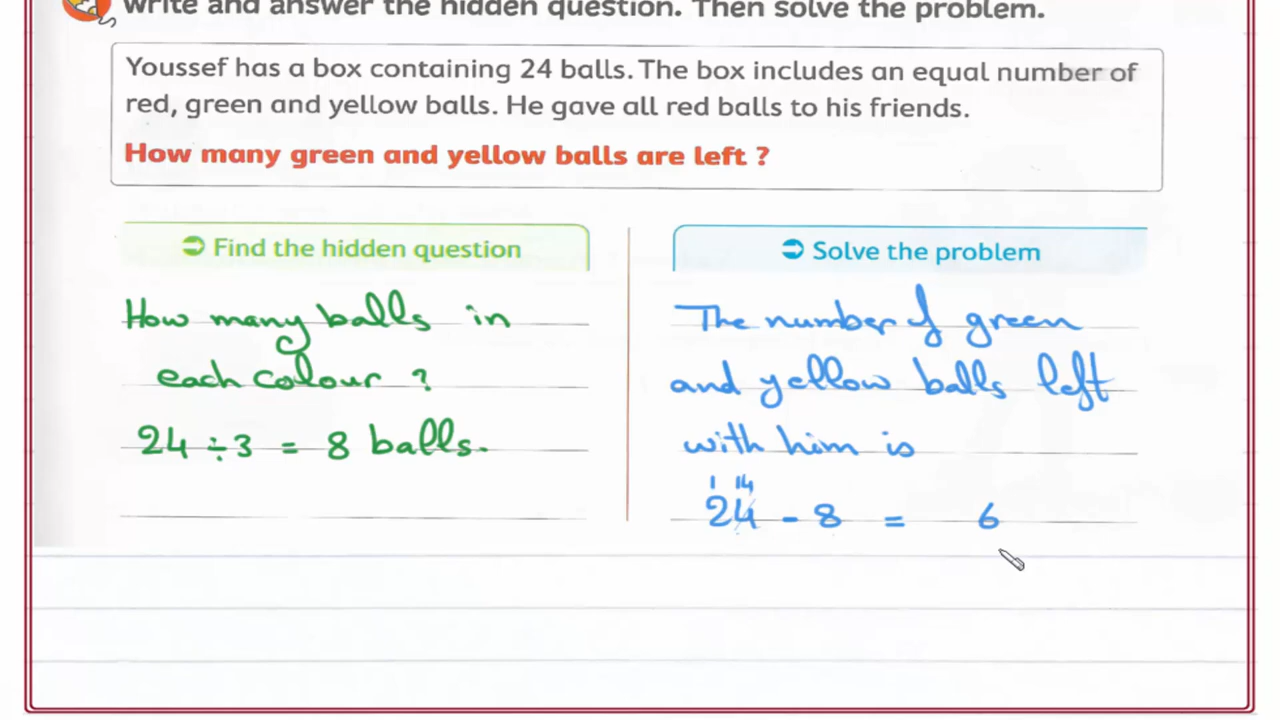 Write and answer the hidden question. Then solve the problem.
Youssef has a box containing 24 balls. The box includes an equal number of
red, green and yellow balls. He gave all red balls to his friends.
How many green and yellow balls are left ?
Find the hidden question
How many balls in
each colour ?
24 ÷ 3 = 8 balls.
Solve the problem
The number of green
and yellow balls left
with him is
1 14
24 - 8 = 6